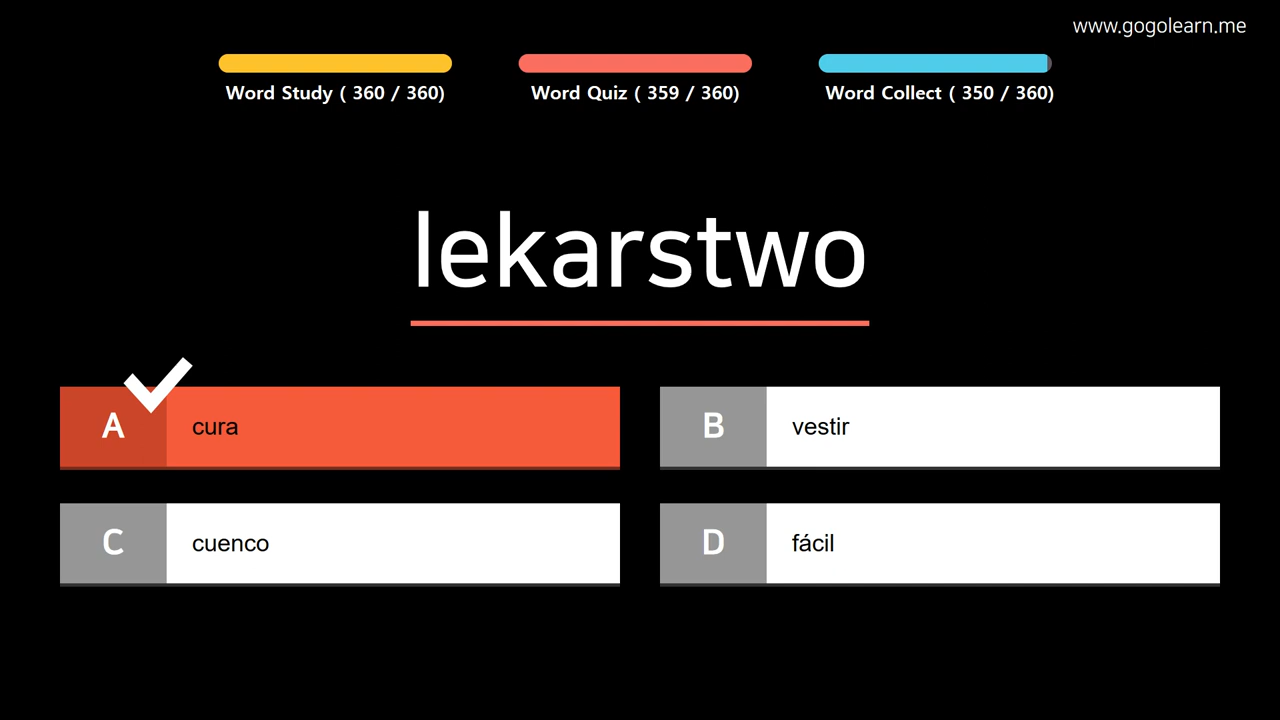 www.gogolearn.me
Word Study ( 360 / 360)
Word Quiz ( 359 / 360)
Word Collect ( 350 / 360)
lekarstwo
A cura
B vestir
C cuenco
D fácil